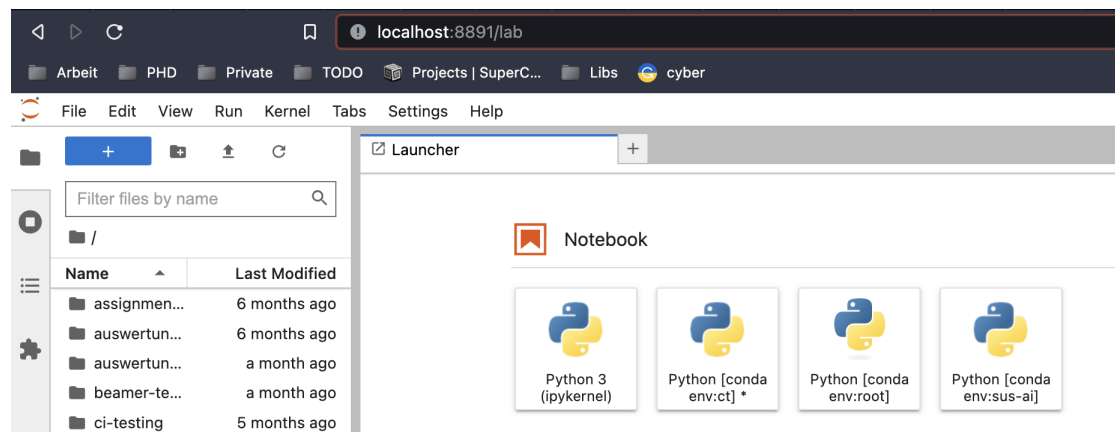 localhost:8891/lab
Arbeit PHD Private TODO Projects | SuperC... Libs cyber
File Edit View Run Kernel Tabs Settings Help
Launcher
Filter files by name
/
Name Last Modified
assignmen... 6 months ago
auswertun... 6 months ago
auswertun... a month ago
beamer-te... a month ago
ci-testing 5 months ago
Notebook
Python 3
(ipykernel)
Python [conda
env:ct] *
Python [conda
env:root]
Python [conda
env:sus-ai]